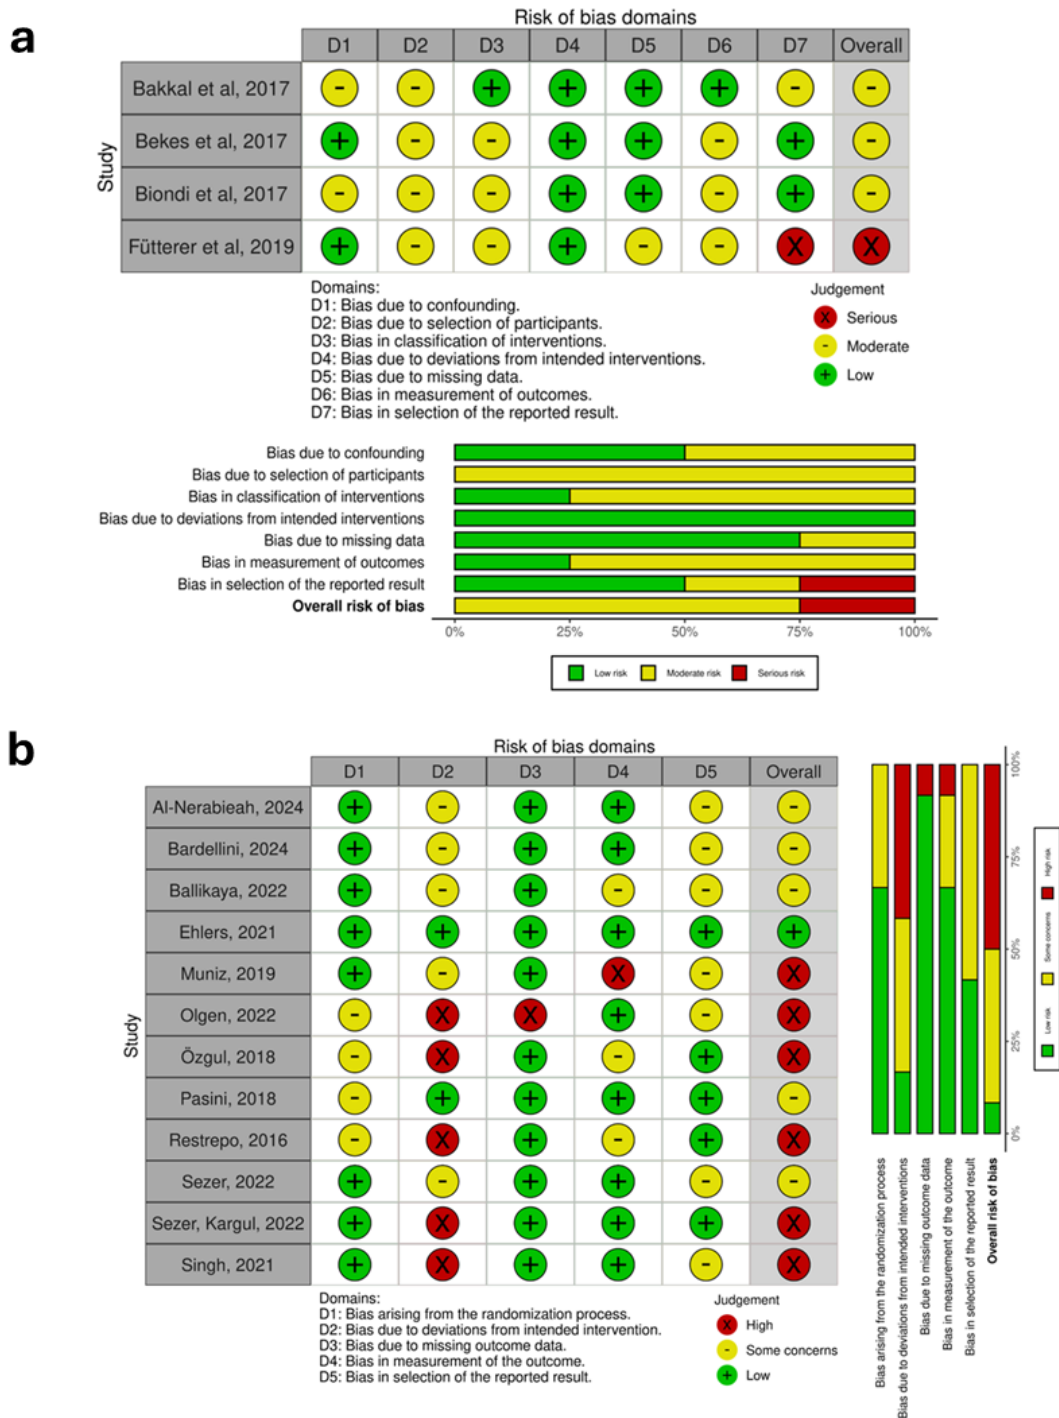 a
Risk of bias domains
D1 D2 D3 D4 D5 D6 D7 Overall
Study
Bakkal et al, 2017 - - + + + + - -
Bekes et al, 2017 + - - + + - + -
Biondi et al, 2017 - - - + + - + -
Fütterer et al, 2019 + - - + - - X X
Domains:
D1: Bias due to confounding.
D2: Bias due to selection of participants.
D3: Bias in classification of interventions.
D4: Bias due to deviations from intended interventions.
D5: Bias due to missing data.
D6: Bias in measurement of outcomes.
D7: Bias in selection of the reported result.
Judgement
X Serious
- Moderate
+ Low
Bias due to confounding
Bias due to selection of participants
Bias in classification of interventions
Bias due to deviations from intended interventions
Bias due to missing data
Bias in measurement of outcomes
Bias in selection of the reported result
Overall risk of bias
0% 25% 50% 75% 100%
Low risk Moderate risk Serious risk
b
Risk of bias domains
D1 D2 D3 D4 D5 Overall
Study
Al-Nerabieah, 2024 + - + + - -
Bardellini, 2024 + - + + - -
Ballikaya, 2022 + - + - - -
Ehlers, 2021 + + + + + +
Muniz, 2019 + - + X - X
Olgen, 2022 - X X + - X
Özgul, 2018 - X + - + X
Pasini, 2018 - + + + + -
Restrepo, 2016 - X + - + X
Sezer, 2022 + - + + - -
Sezer, Kargul, 2022 + X + + + X
Singh, 2021 + X + + - X
Domains:
D1: Bias arising from the randomization process.
D2: Bias due to deviations from intended intervention.
D3: Bias due to missing outcome data.
D4: Bias in measurement of the outcome.
D5: Bias in selection of the reported result.
Judgement
X High
- Some concerns
+ Low
Bias arising from the randomization process
Bias due to deviations from intended interventions
Bias due to missing outcome data
Bias in measurement of the outcome
Bias in selection of the reported result
Overall risk of bias
0% 25% 50% 75% 100%
Low risk Some concerns High risk